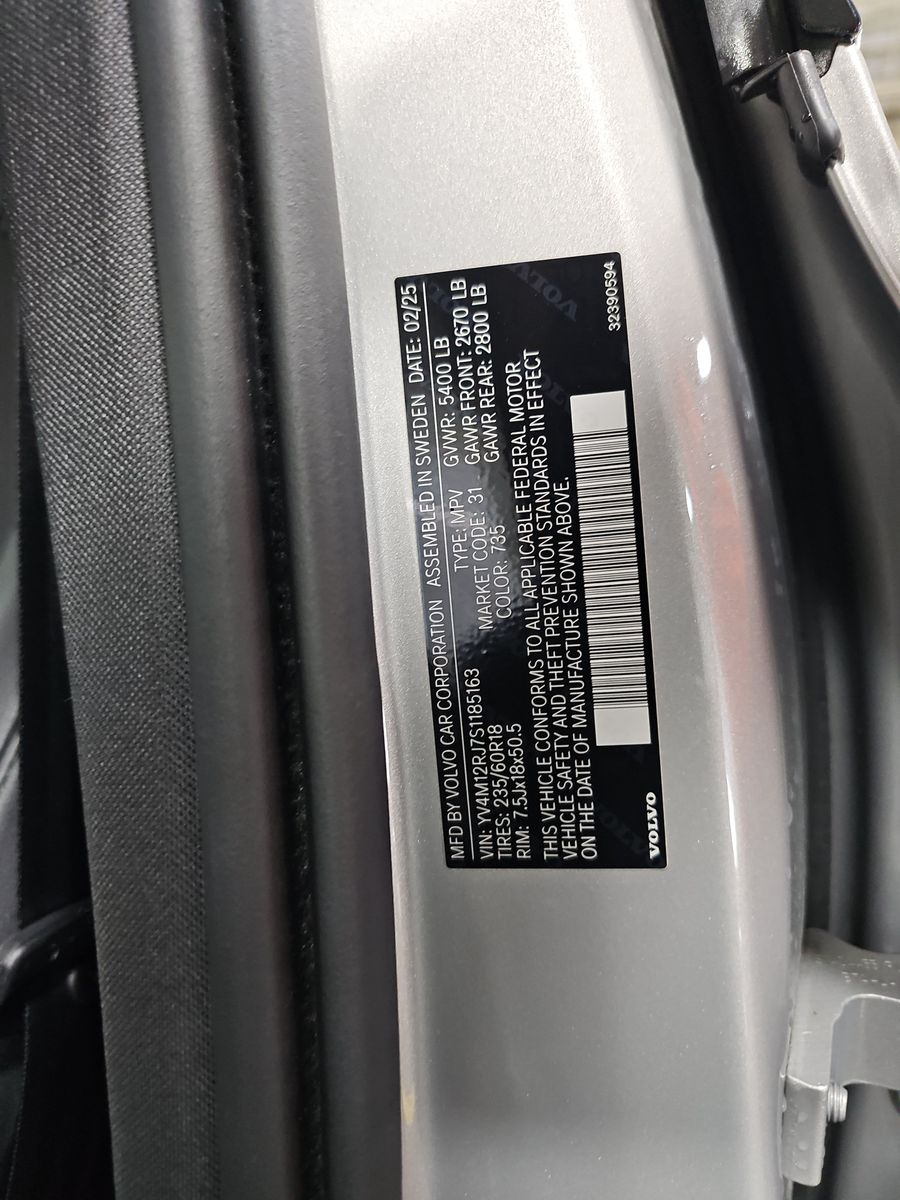 MFD BY VOLVO CAR CORPORATION ASSEMBLED IN SWEDEN DATE: 02/25
VIN: YV4M12RJ7S1185163 TYPE: MPV GVWR: 5400 LB
TIRES: 235/60R18 MARKET CODE: 31 GAWR FRONT: 2670 LB
RIM: 7.5Jx18x50.5 COLOR: 735 GAWR REAR: 2800 LB
THIS VEHICLE CONFORMS TO ALL APPLICABLE FEDERAL MOTOR
VEHICLE SAFETY AND THEFT PREVENTION STANDARDS IN EFFECT
ON THE DATE OF MANUFACTURE SHOWN ABOVE.
VOLVO
32390594